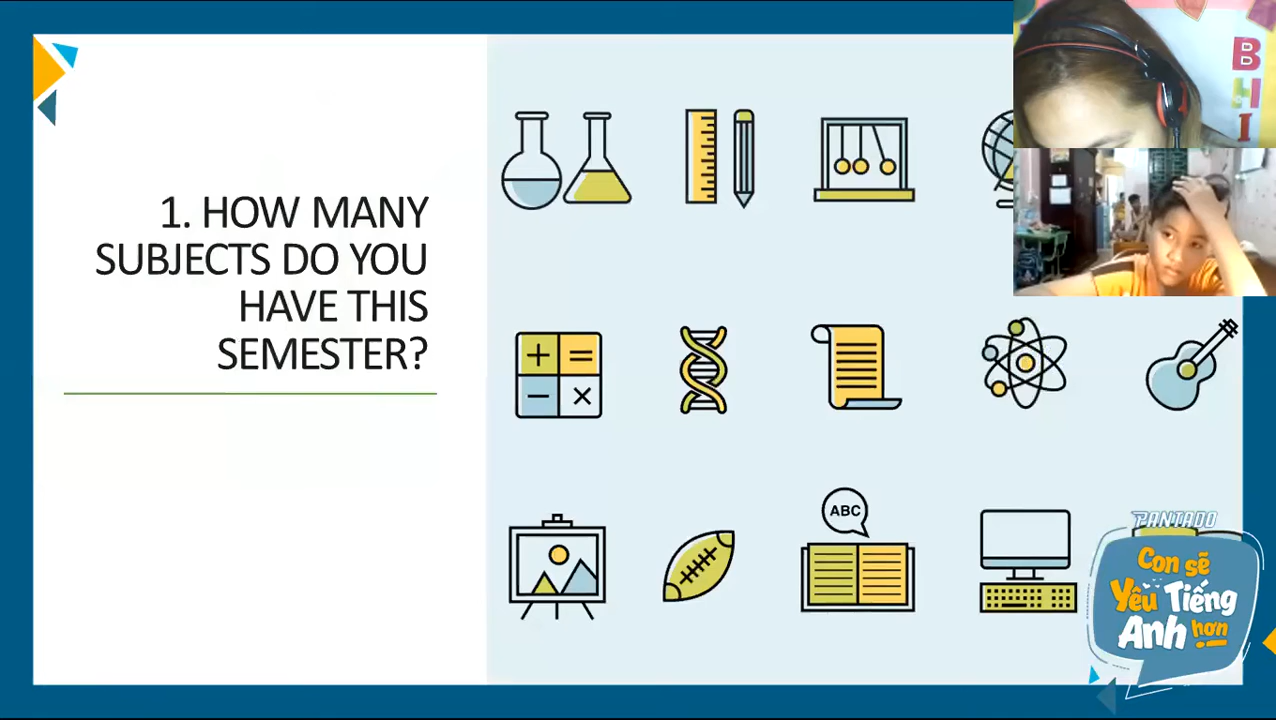 1. HOW MANY
SUBJECTS DO YOU
HAVE THIS
SEMESTER?
B
H
I
ABC
PANTADO
Con sẽ
Yêu Tiếng
Anh hơn